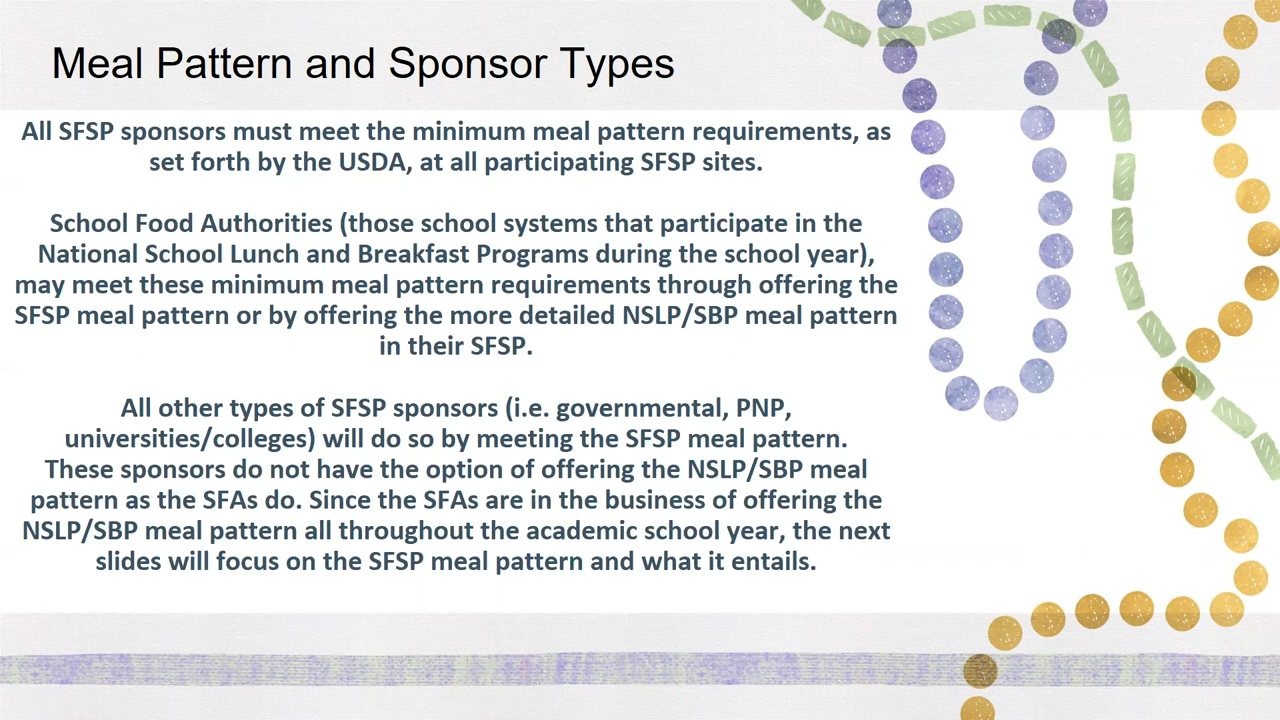 Meal Pattern and Sponsor Types
All SFSP sponsors must meet the minimum meal pattern requirements, as
set forth by the USDA, at all participating SFSP sites.
School Food Authorities (those school systems that participate in the
National School Lunch and Breakfast Programs during the school year),
may meet these minimum meal pattern requirements through offering the
SFSP meal pattern or by offering the more detailed NSLP/SBP meal pattern
in their SFSP.
All other types of SFSP sponsors (i.e. governmental, PNP,
universities/colleges) will do so by meeting the SFSP meal pattern.
These sponsors do not have the option of offering the NSLP/SBP meal
pattern as the SFAs do. Since the SFAs are in the business of offering the
NSLP/SBP meal pattern all throughout the academic school year, the next
slides will focus on the SFSP meal pattern and what it entails.